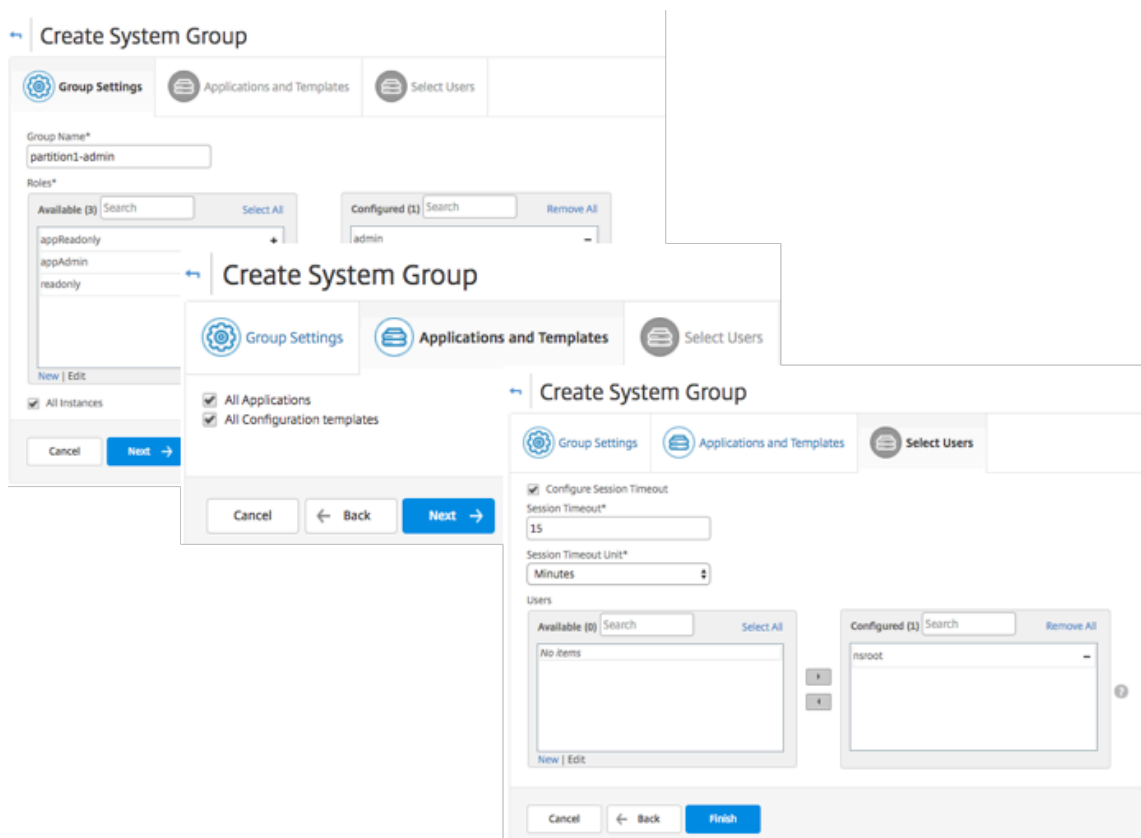 Create System Group
Group Settings
Applications and Templates
Select Users
Group Name*
partition1-admin
Roles*
Available (3) Search Select All
Configured (1) Search Remove All
appReadonly +
admin −
appAdmin
readonly
New | Edit
All Instances
Cancel
Next
Create System Group
Group Settings
Applications and Templates
Select Users
All Applications
All Configuration templates
Cancel
Back
Next
Create System Group
Group Settings
Applications and Templates
Select Users
Configure Session Timeout
Session Timeout*
15
Session Timeout Unit*
Minutes
Users
Available (0) Search Select All
Configured (1) Search Remove All
No items
nsroot −
?
New | Edit
Cancel
Back
Finish